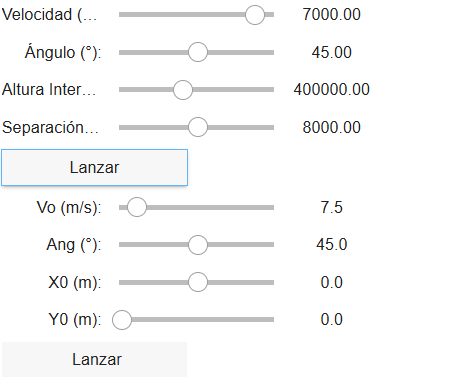 Velocidad (… 7000.00
Ángulo (°): 45.00
Altura Inter… 400000.00
Separación… 8000.00
Lanzar
Vo (m/s): 7.5
Ang (°): 45.0
X0 (m): 0.0
Y0 (m): 0.0
Lanzar